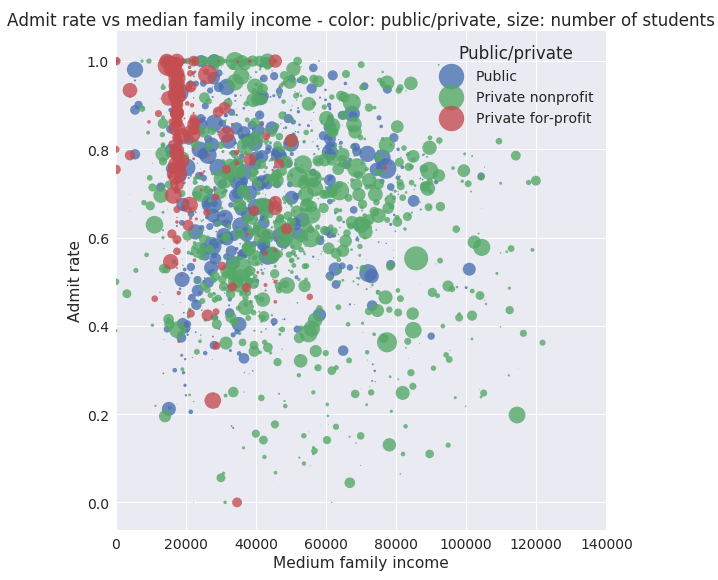 Admit rate vs median family income - color: public/private, size: number of students
Public/private
Public
Private nonprofit
Private for-profit
1.0
0.8
0.6
0.4
0.2
0.0
Admit rate
0
20000
40000
60000
80000
100000
120000
140000
Medium family income